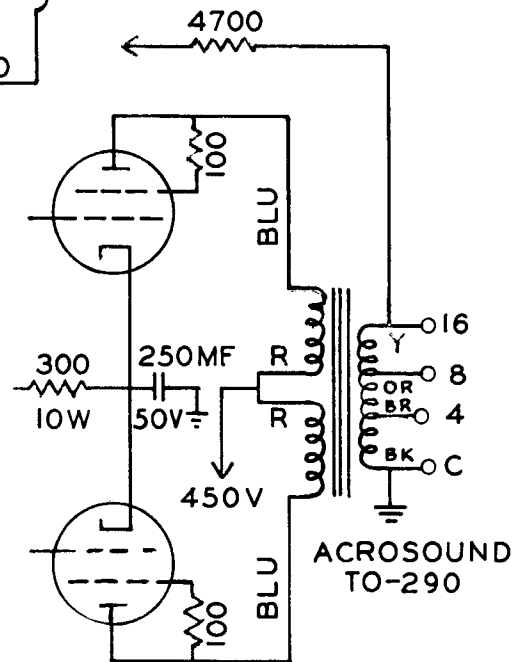 4700
0
100
BLU
300
10W
250MF
50V
R
R
450V
16
Y
8
OR
BR
4
BK
C
ACROSOUND
TO-290
BLU
100